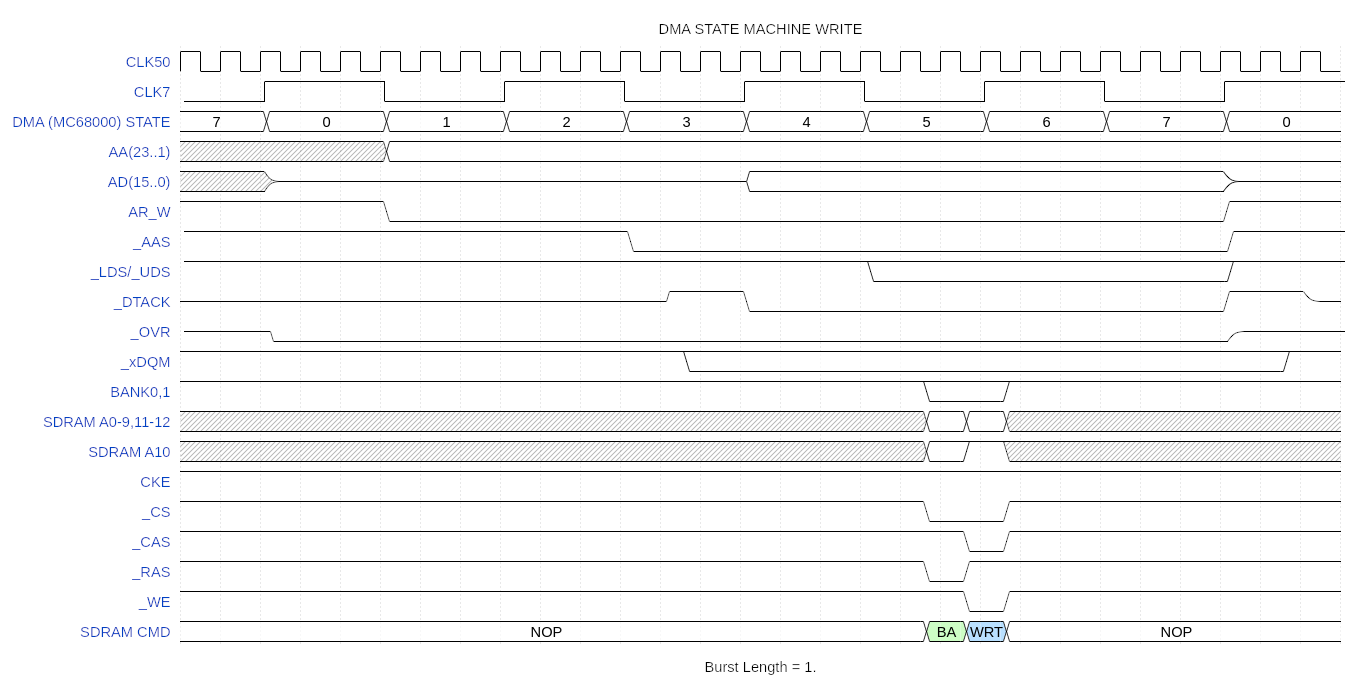 DMA STATE MACHINE WRITE
CLK50
CLK7
DMA (MC68000) STATE 7 0 1 2 3 4 5 6 7 0
AA(23..1)
AD(15..0)
AR_W
_AAS
_LDS/_UDS
_DTACK
_OVR
_xDQM
BANK0,1
SDRAM A0-9,11-12
SDRAM A10
CKE
_CS
_CAS
_RAS
_WE
SDRAM CMD NOP BA WRT NOP
Burst Length = 1.